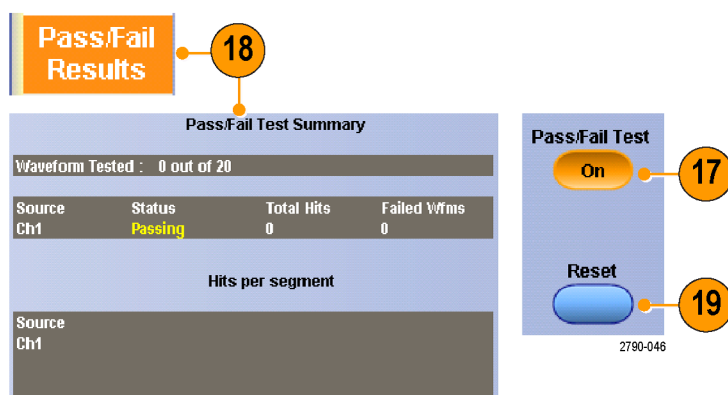 Pass/Fail
Results
18
Pass/Fail Test Summary
Waveform Tested : 0 out of 20
Source Status Total Hits Failed Wfms
Ch1 Passing 0 0
Hits per segment
Source
Ch1
Pass/Fail Test
On
17
Reset
19
2790-046